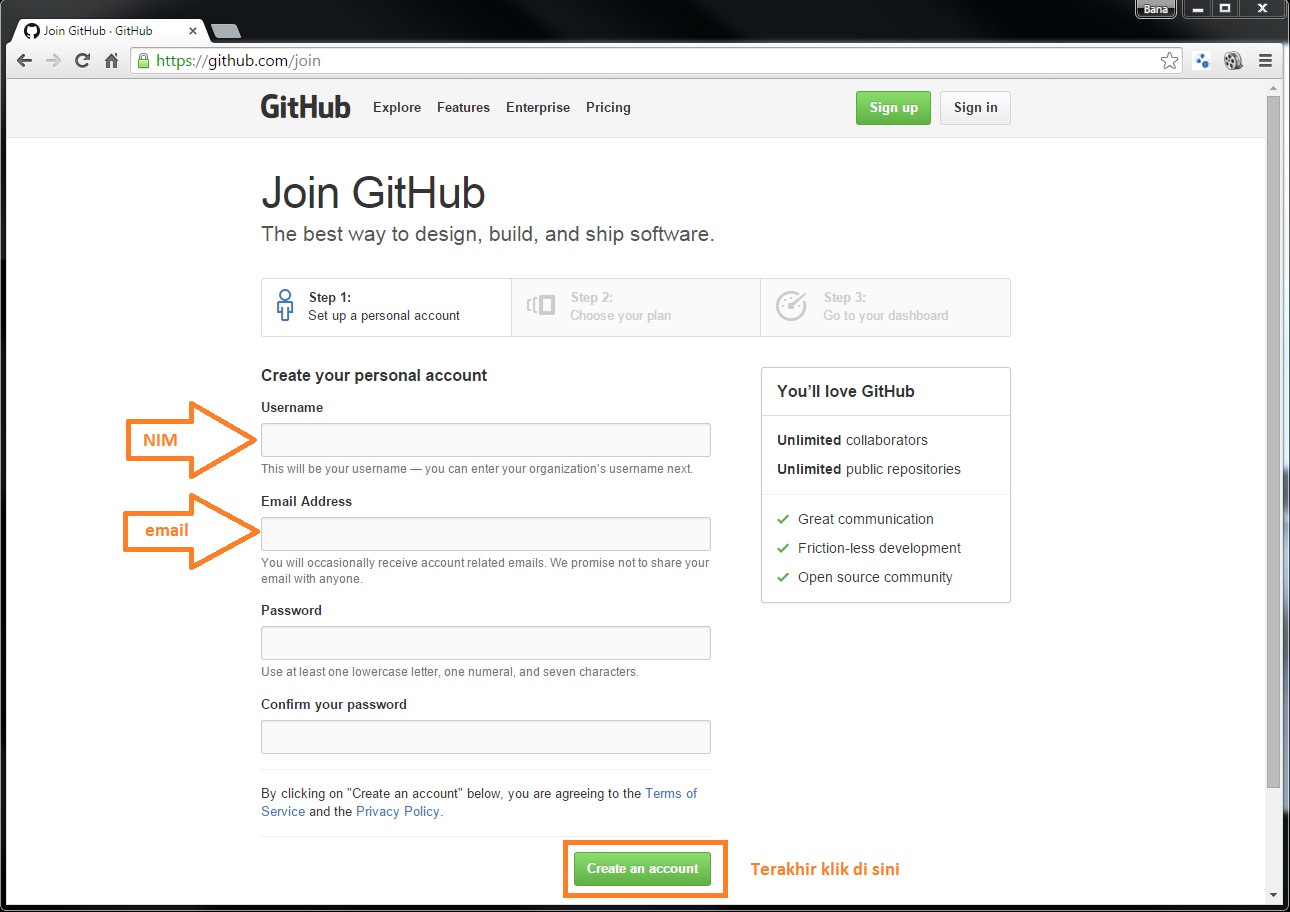 Bana
Join GitHub · GitHub
https://github.com/join
GitHub Explore Features Enterprise Pricing Sign up Sign in
Join GitHub
The best way to design, build, and ship software.
Step 1:
Set up a personal account
Step 2:
Choose your plan
Step 3:
Go to your dashboard
Create your personal account
Username
NIM
This will be your username — you can enter your organization's username next.
Email Address
email
You will occasionally receive account related emails. We promise not to share your
email with anyone.
Password
Use at least one lowercase letter, one numeral, and seven characters.
Confirm your password
By clicking on "Create an account" below, you are agreeing to the Terms of
Service and the Privacy Policy.
Create an account
Terakhir klik di sini
You'll love GitHub
Unlimited collaborators
Unlimited public repositories
Great communication
Friction-less development
Open source community